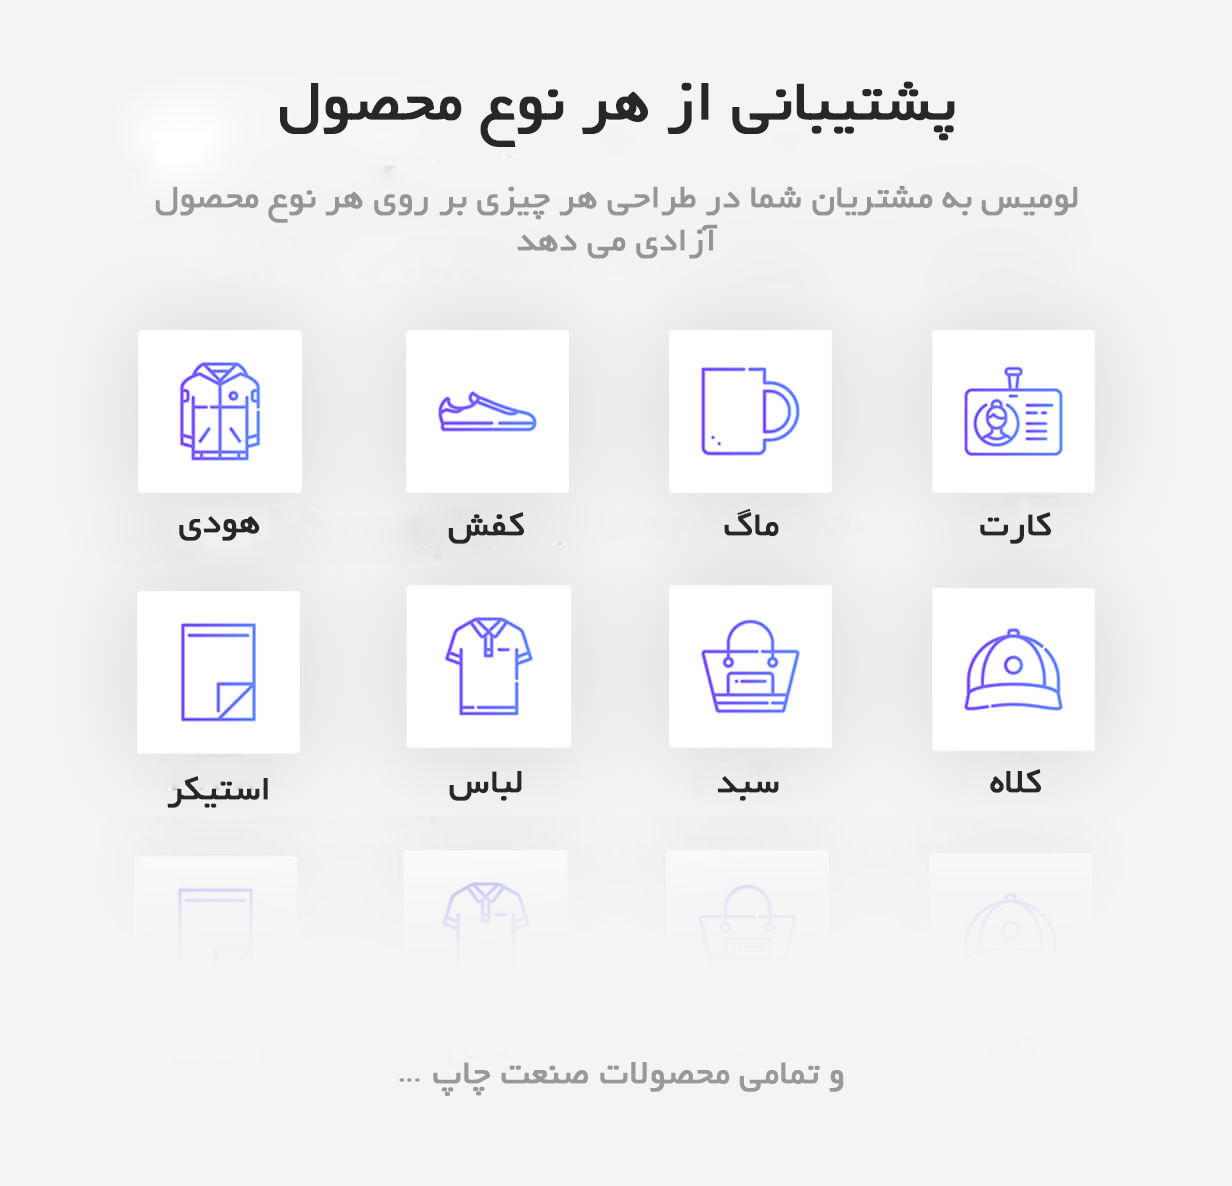 پشتیبانی از هر نوع محصول
لومیس به مشتریان شما در طراحی هر چیزی بر روی هر نوع محصول
آزادی می دهد
کارت
ماگ
کفش
هودی
کلاه
سبد
لباس
استیکر
و تمامی محصولات صنعت چاپ ...